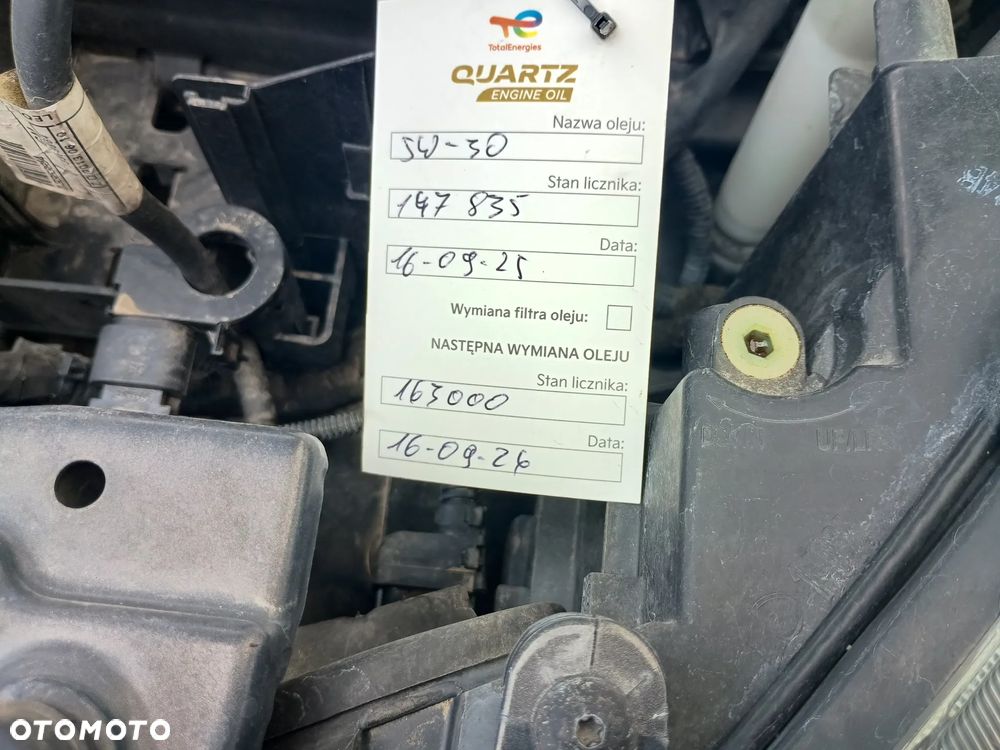 TotalEnergies
QUARTZ
ENGINE OIL
Nazwa oleju:
5W-30
Stan licznika:
147 835
Data:
16-09-25
Wymiana filtra oleju:
NASTĘPNA WYMIANA OLEJU
Stan licznika:
163000
Data:
16-09-26
OTOMOTO